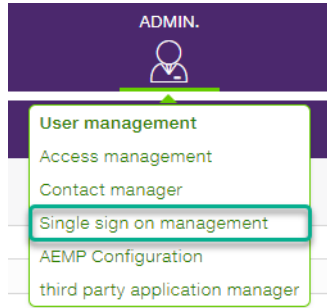 ADMIN.
User management
Access management
Contact manager
Single sign on management
AEMP Configuration
third party application manager